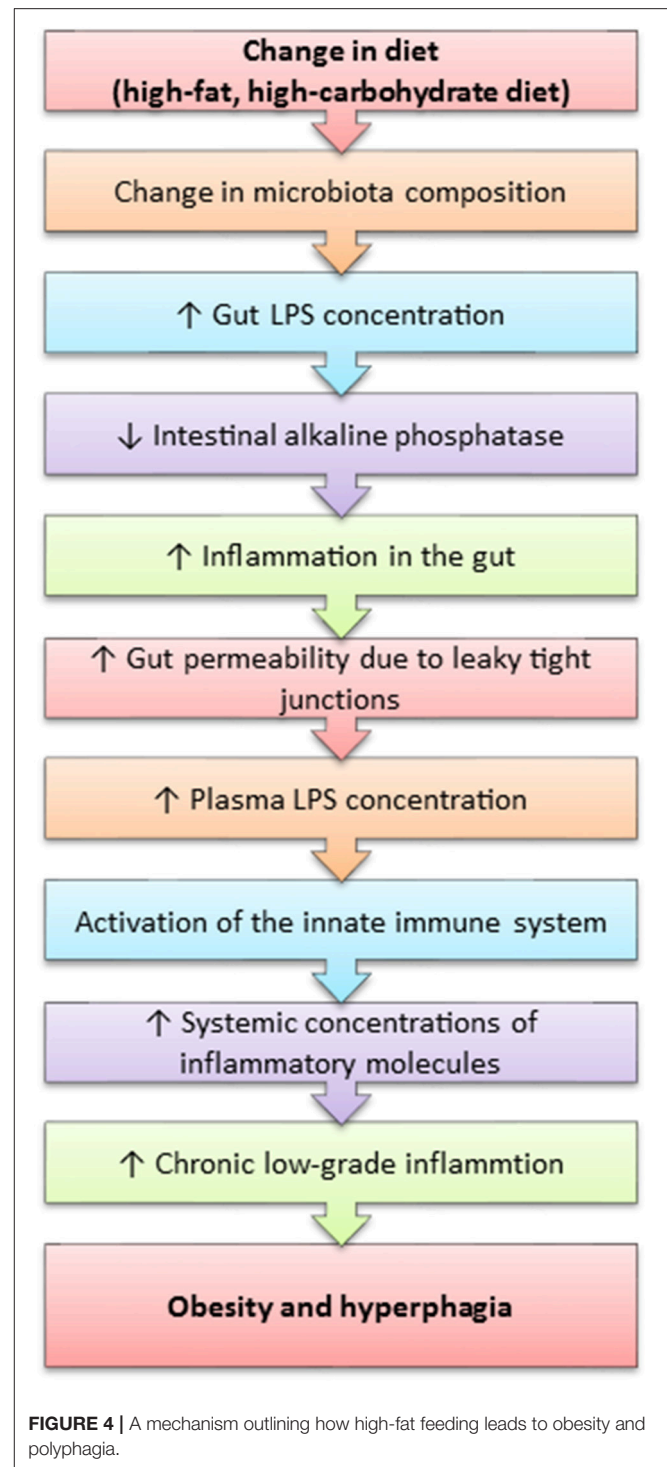 Change in diet
(high-fat, high-carbohydrate diet)
Change in microbiota composition
↑ Gut LPS concentration
↓ Intestinal alkaline phosphatase
↑ Inflammation in the gut
↑ Gut permeability due to leaky tight
junctions
↑ Plasma LPS concentration
Activation of the innate immune system
↑ Systemic concentrations of
inflammatory molecules
↑ Chronic low-grade inflammtion
Obesity and hyperphagia
FIGURE 4 | A mechanism outlining how high-fat feeding leads to obesity and
polyphagia.